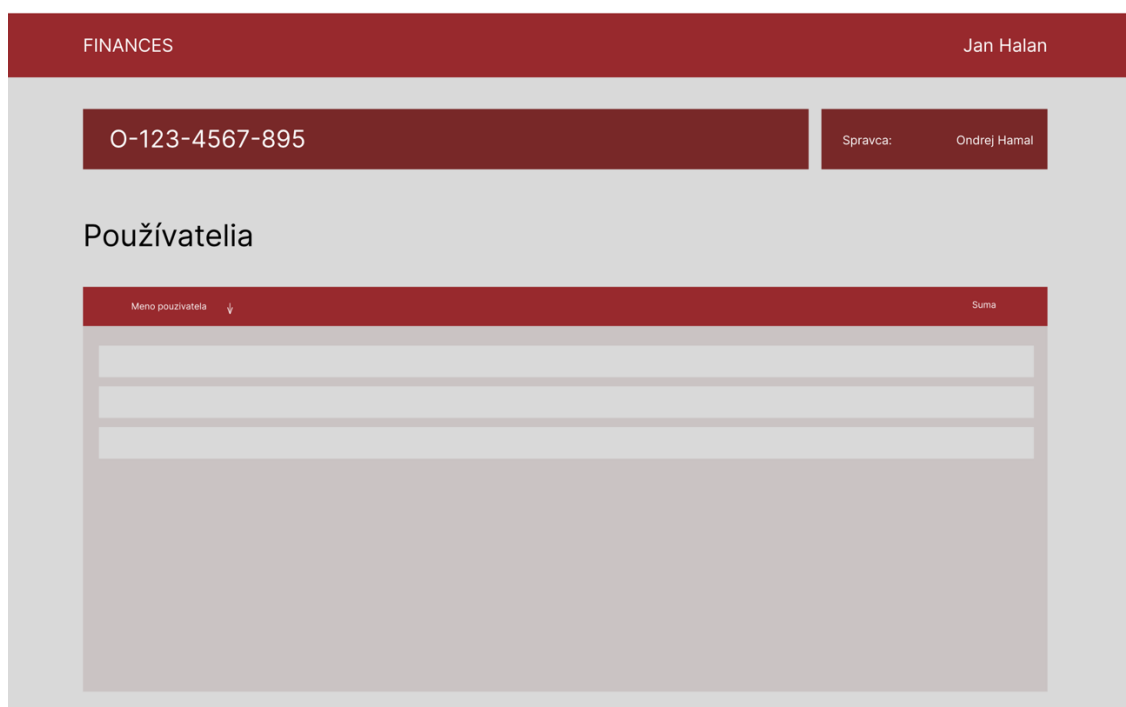 FINANCES Jan Halan
O-123-4567-895
Spravca: Ondrej Hamal
Používatelia
Meno pouzivatela Suma